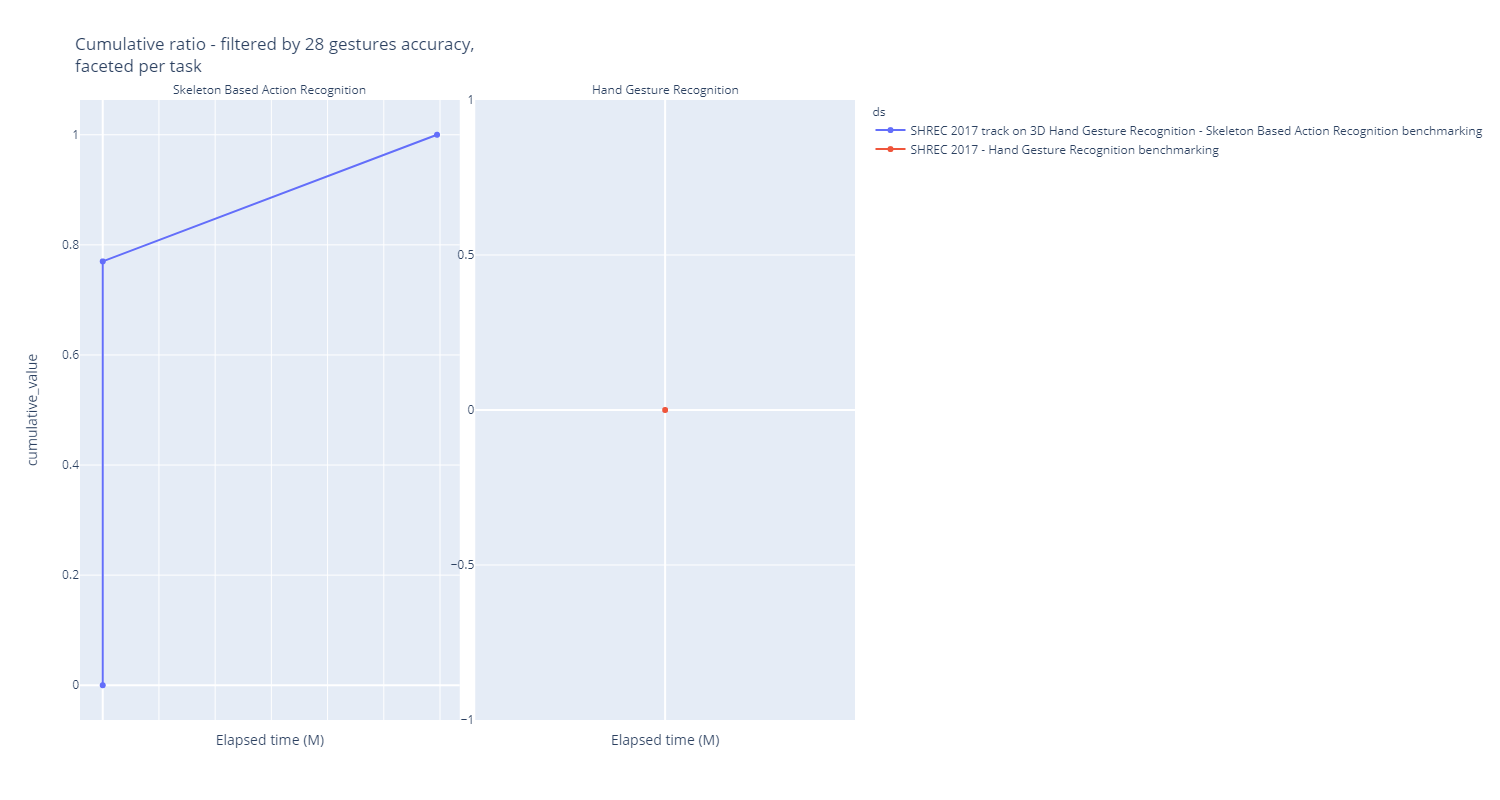 Cumulative ratio - filtered by 28 gestures accuracy,
faceted per task
Skeleton Based Action Recognition
Hand Gesture Recognition
ds
SHREC 2017 track on 3D Hand Gesture Recognition - Skeleton Based Action Recognition benchmarking
SHREC 2017 - Hand Gesture Recognition benchmarking
cumulative_value
1
0.8
0.6
0.4
0.2
0
1
0.5
0
−0.5
−1
Elapsed time (M)
Elapsed time (M)